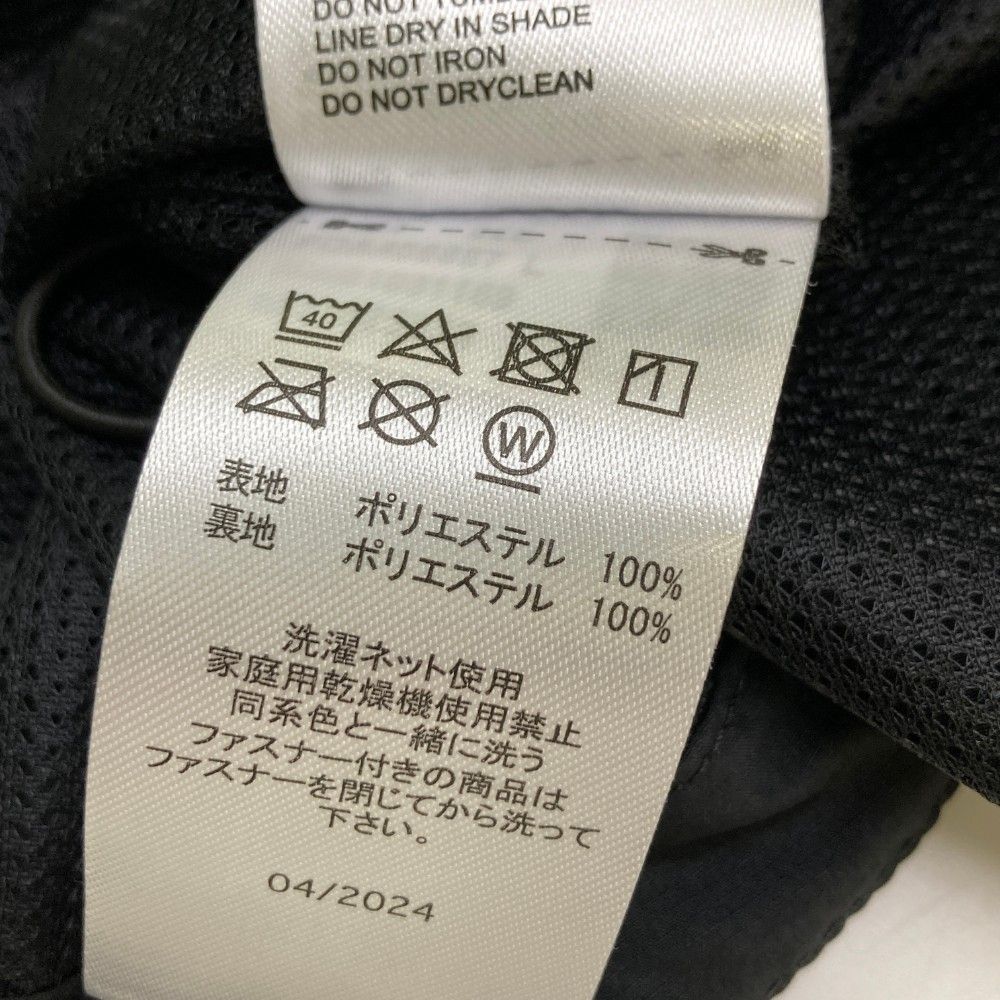 DO NOT TUMBLE
LINE DRY IN SHADE
DO NOT IRON
DO NOT DRYCLEAN
40
W
表地 ポリエステル 100%
裏地 ポリエステル 100%
洗濯ネット使用
家庭用乾燥機使用禁止
同系色と一緒に洗う
ファスナー付きの商品は
ファスナーを閉じてから洗って
下さい。
04/2024